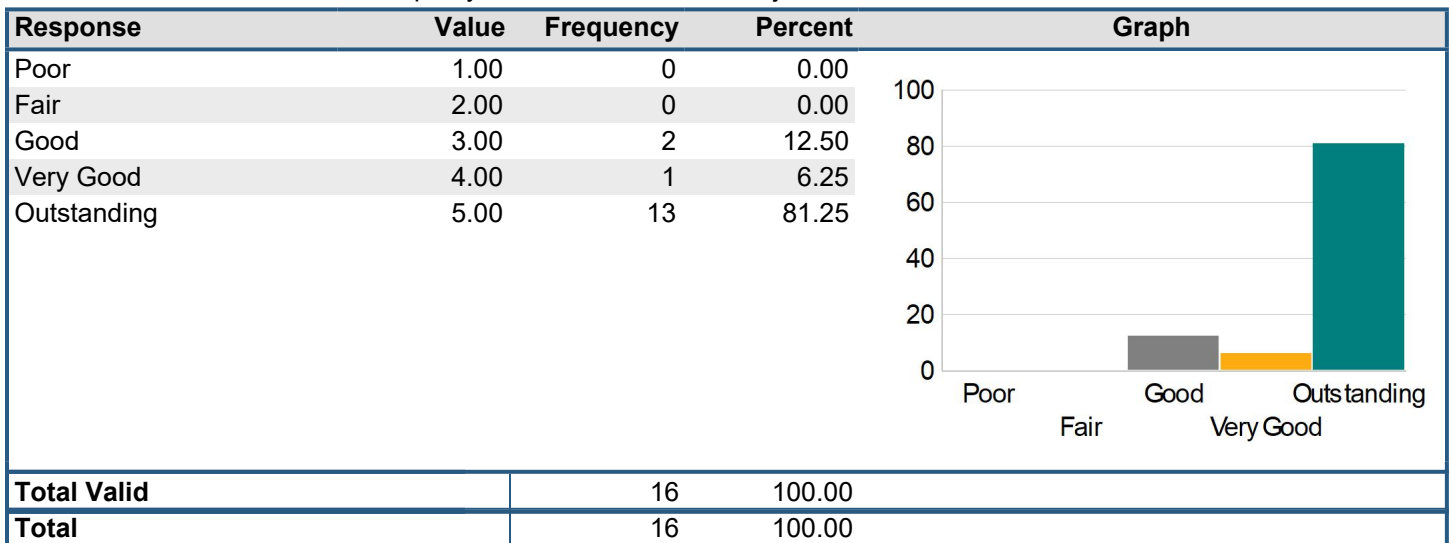 Response Value Frequency Percent Graph
Poor 1.00 0 0.00
Fair 2.00 0 0.00
Good 3.00 2 12.50
Very Good 4.00 1 6.25
Outstanding 5.00 13 81.25
100
80
60
40
20
0
Poor Good Outstanding
Fair Very Good
Total Valid 16 100.00
Total 16 100.00